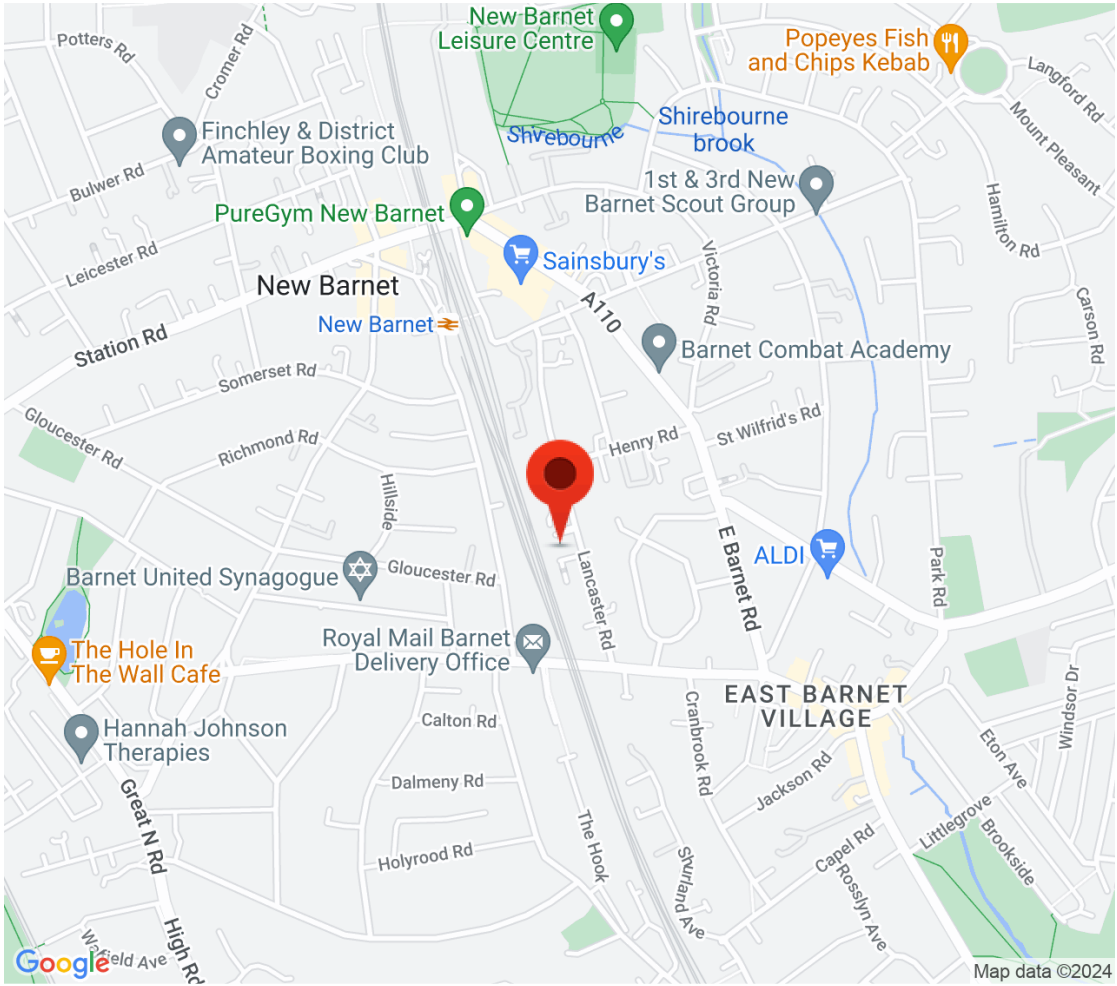 New Barnet
Leisure Centre
Popeyes Fish
and Chips Kebab
Potters Rd
Cromer Rd
Langford Rd
Mount Pleasant
Finchley & District
Amateur Boxing Club
Shirebourne
Shirebourne
brook
Bulwer Rd
1st & 3rd New
Barnet Scout Group
PureGym New Barnet
Hamilton Rd
Leicester Rd
Victoria Rd
Sainsbury's
New Barnet
A110
Carson Rd
New Barnet
Station Rd
Barnet Combat Academy
Somerset Rd
Gloucester Rd
Richmond Rd
Henry Rd
St Wilfrid's Rd
Hillside
E Barnet Rd
ALDI
Park Rd
Barnet United Synagogue
Gloucester Rd
Lancaster Rd
Royal Mail Barnet
Delivery Office
The Hole In
The Wall Cafe
EAST BARNET
VILLAGE
Windsor Dr
Cranbrook Rd
Calton Rd
Hannah Johnson
Therapies
Eton Ave
Jackson Rd
Dalmeny Rd
Great N Rd
The Hook
Littlegrove
Brookside
Capel Rd
Holyrood Rd
Shurland Ave
Rosslyn Ave
High Rd
Google
Map data ©2024